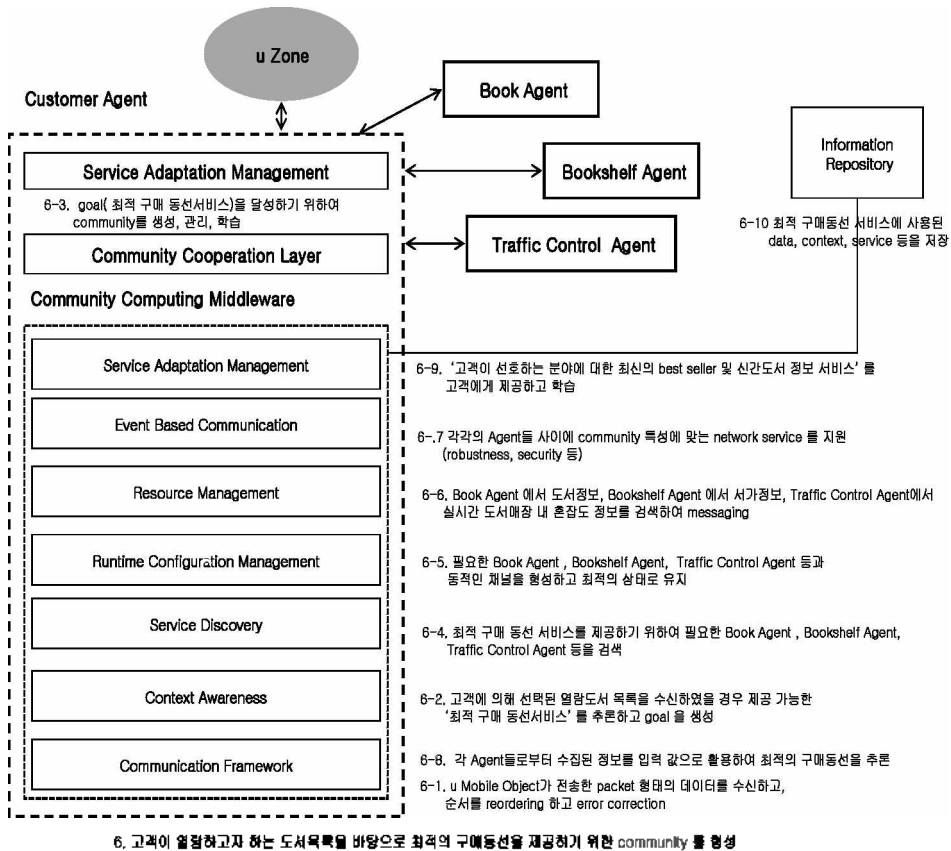 u Zone
Book Agent
Customer Agent
Information
Repository
Service Adaptation Management
Bookshelf Agent
6-3. goal( 최적 구매 동선서비스)을 달성하기 위하여
community를 생성, 관리, 학습
6-10 최적 구매동선 서비스에 사용된
data, context, service 등을 저장
Community Cooperation Layer
Traffic Control Agent
Community Computing Middleware
Service Adaptation Management
6-9. ‘고객이 선호하는 분야에 대한 최신의 best seller 및 신간도서 정보 서비스’ 를
고객에게 제공하고 학습
Event Based Communication
6-.7 각각의 Agent들 사이에 community 특성에 맞는 network service 를 지원
(robustness, security 등)
Resource Management
6-6. Book Agent 에서 도서정보, Bookshelf Agent 에서 서가정보, Traffic Control Agent에서
실시간 도서매장 내 혼잡도 정보를 검색하여 messaging
Runtime Configuration Management
6-5. 필요한 Book Agent , Bookshelf Agent, Traffic Control Agent 등과
동적인 채널을 형성하고 최적의 상태로 유지
Service Discovery
6-4. 최적 구매 동선 서비스를 제공하기 위하여 필요한 Book Agent , Bookshelf Agent,
Traffic Control Agent 등을 검색
Context Awareness
6-2. 고객에 의해 선택된 열람도서 목록을 수신하였을 경우 제공 가능한
‘최적 구매 동선서비스’ 를 추론하고 goal 을 생성
Communication Framework
6-8. 각 Agent들로부터 수집된 정보를 입력 값으로 활용하여 최적의 구매동선을 추론
6-1. u Mobile Object가 전송한 packet 형태의 데이터를 수신하고,
순서를 reordering 하고 error correction
6. 고객이 열람하고자 하는 도서목록을 바탕으로 최적의 구매동선을 제공하기 위한 community 를 형성